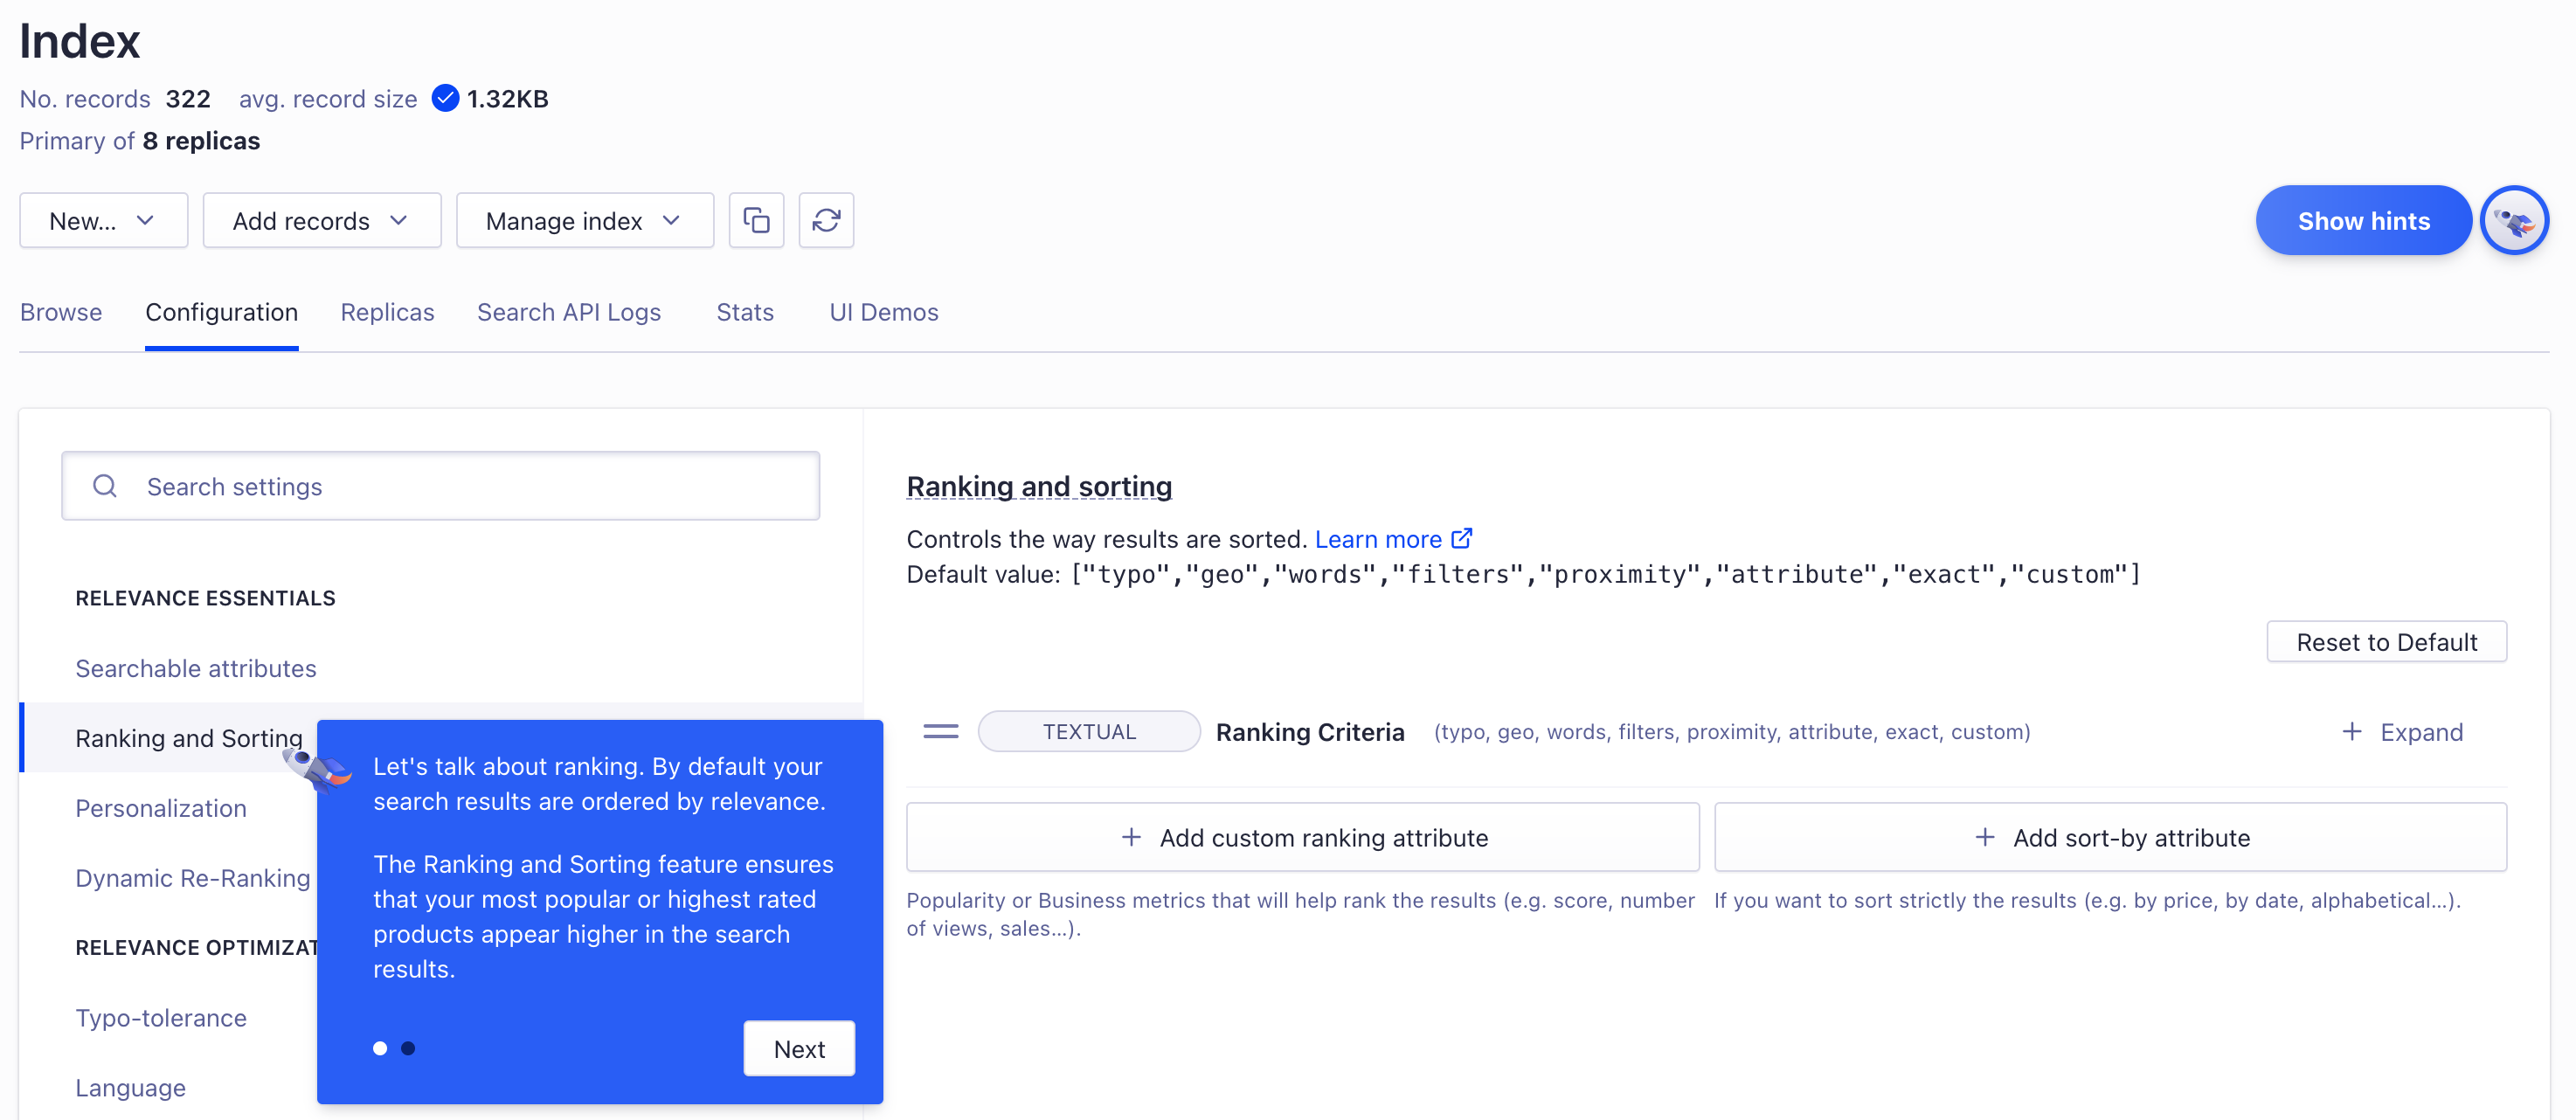 Index
No. records 322 avg. record size 1.32KB
Primary of 8 replicas
New... Add records Manage index Show hints
Browse Configuration Replicas Search API Logs Stats UI Demos
Search settings
RELEVANCE ESSENTIALS
Searchable attributes
Ranking and Sorting
Personalization
Dynamic Re-Ranking
RELEVANCE OPTIMIZAT
Typo-tolerance
Language
Let's talk about ranking. By default your
search results are ordered by relevance.
The Ranking and Sorting feature ensures
that your most popular or highest rated
products appear higher in the search
results.
Next
Ranking and sorting
Controls the way results are sorted. Learn more
Default value: ["typo","geo","words","filters","proximity","attribute","exact","custom"]
Reset to Default
TEXTUAL Ranking Criteria (typo, geo, words, filters, proximity, attribute, exact, custom) + Expand
+ Add custom ranking attribute
Popularity or Business metrics that will help rank the results (e.g. score, number
of views, sales...).
+ Add sort-by attribute
If you want to sort strictly the results (e.g. by price, by date, alphabetical...).